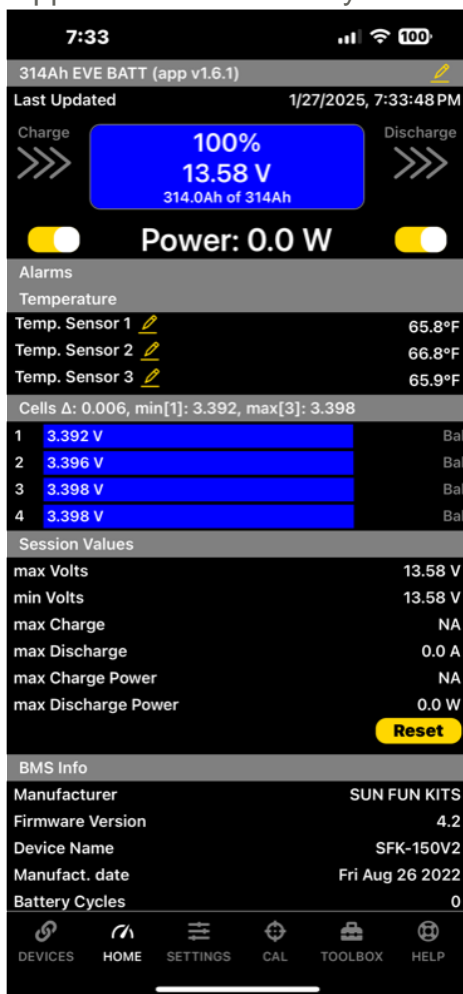 7:33 100
314Ah EVE BATT (app v1.6.1)
Last Updated 1/27/2025, 7:33:48 PM
Charge Discharge
100%
13.58 V
314.0Ah of 314Ah
Power: 0.0 W
Alarms
Temperature
Temp. Sensor 1 65.8°F
Temp. Sensor 2 66.8°F
Temp. Sensor 3 65.9°F
Cells Δ: 0.006, min[1]: 3.392, max[3]: 3.398
1 3.392 V Bal
2 3.396 V Bal
3 3.398 V Bal
4 3.398 V Bal
Session Values
max Volts 13.58 V
min Volts 13.58 V
max Charge NA
max Discharge 0.0 A
max Charge Power NA
max Discharge Power 0.0 W
Reset
BMS Info
Manufacturer SUN FUN KITS
Firmware Version 4.2
Device Name SFK-150V2
Manufact. date Fri Aug 26 2022
Battery Cycles 0
DEVICES HOME SETTINGS CAL TOOLBOX HELP